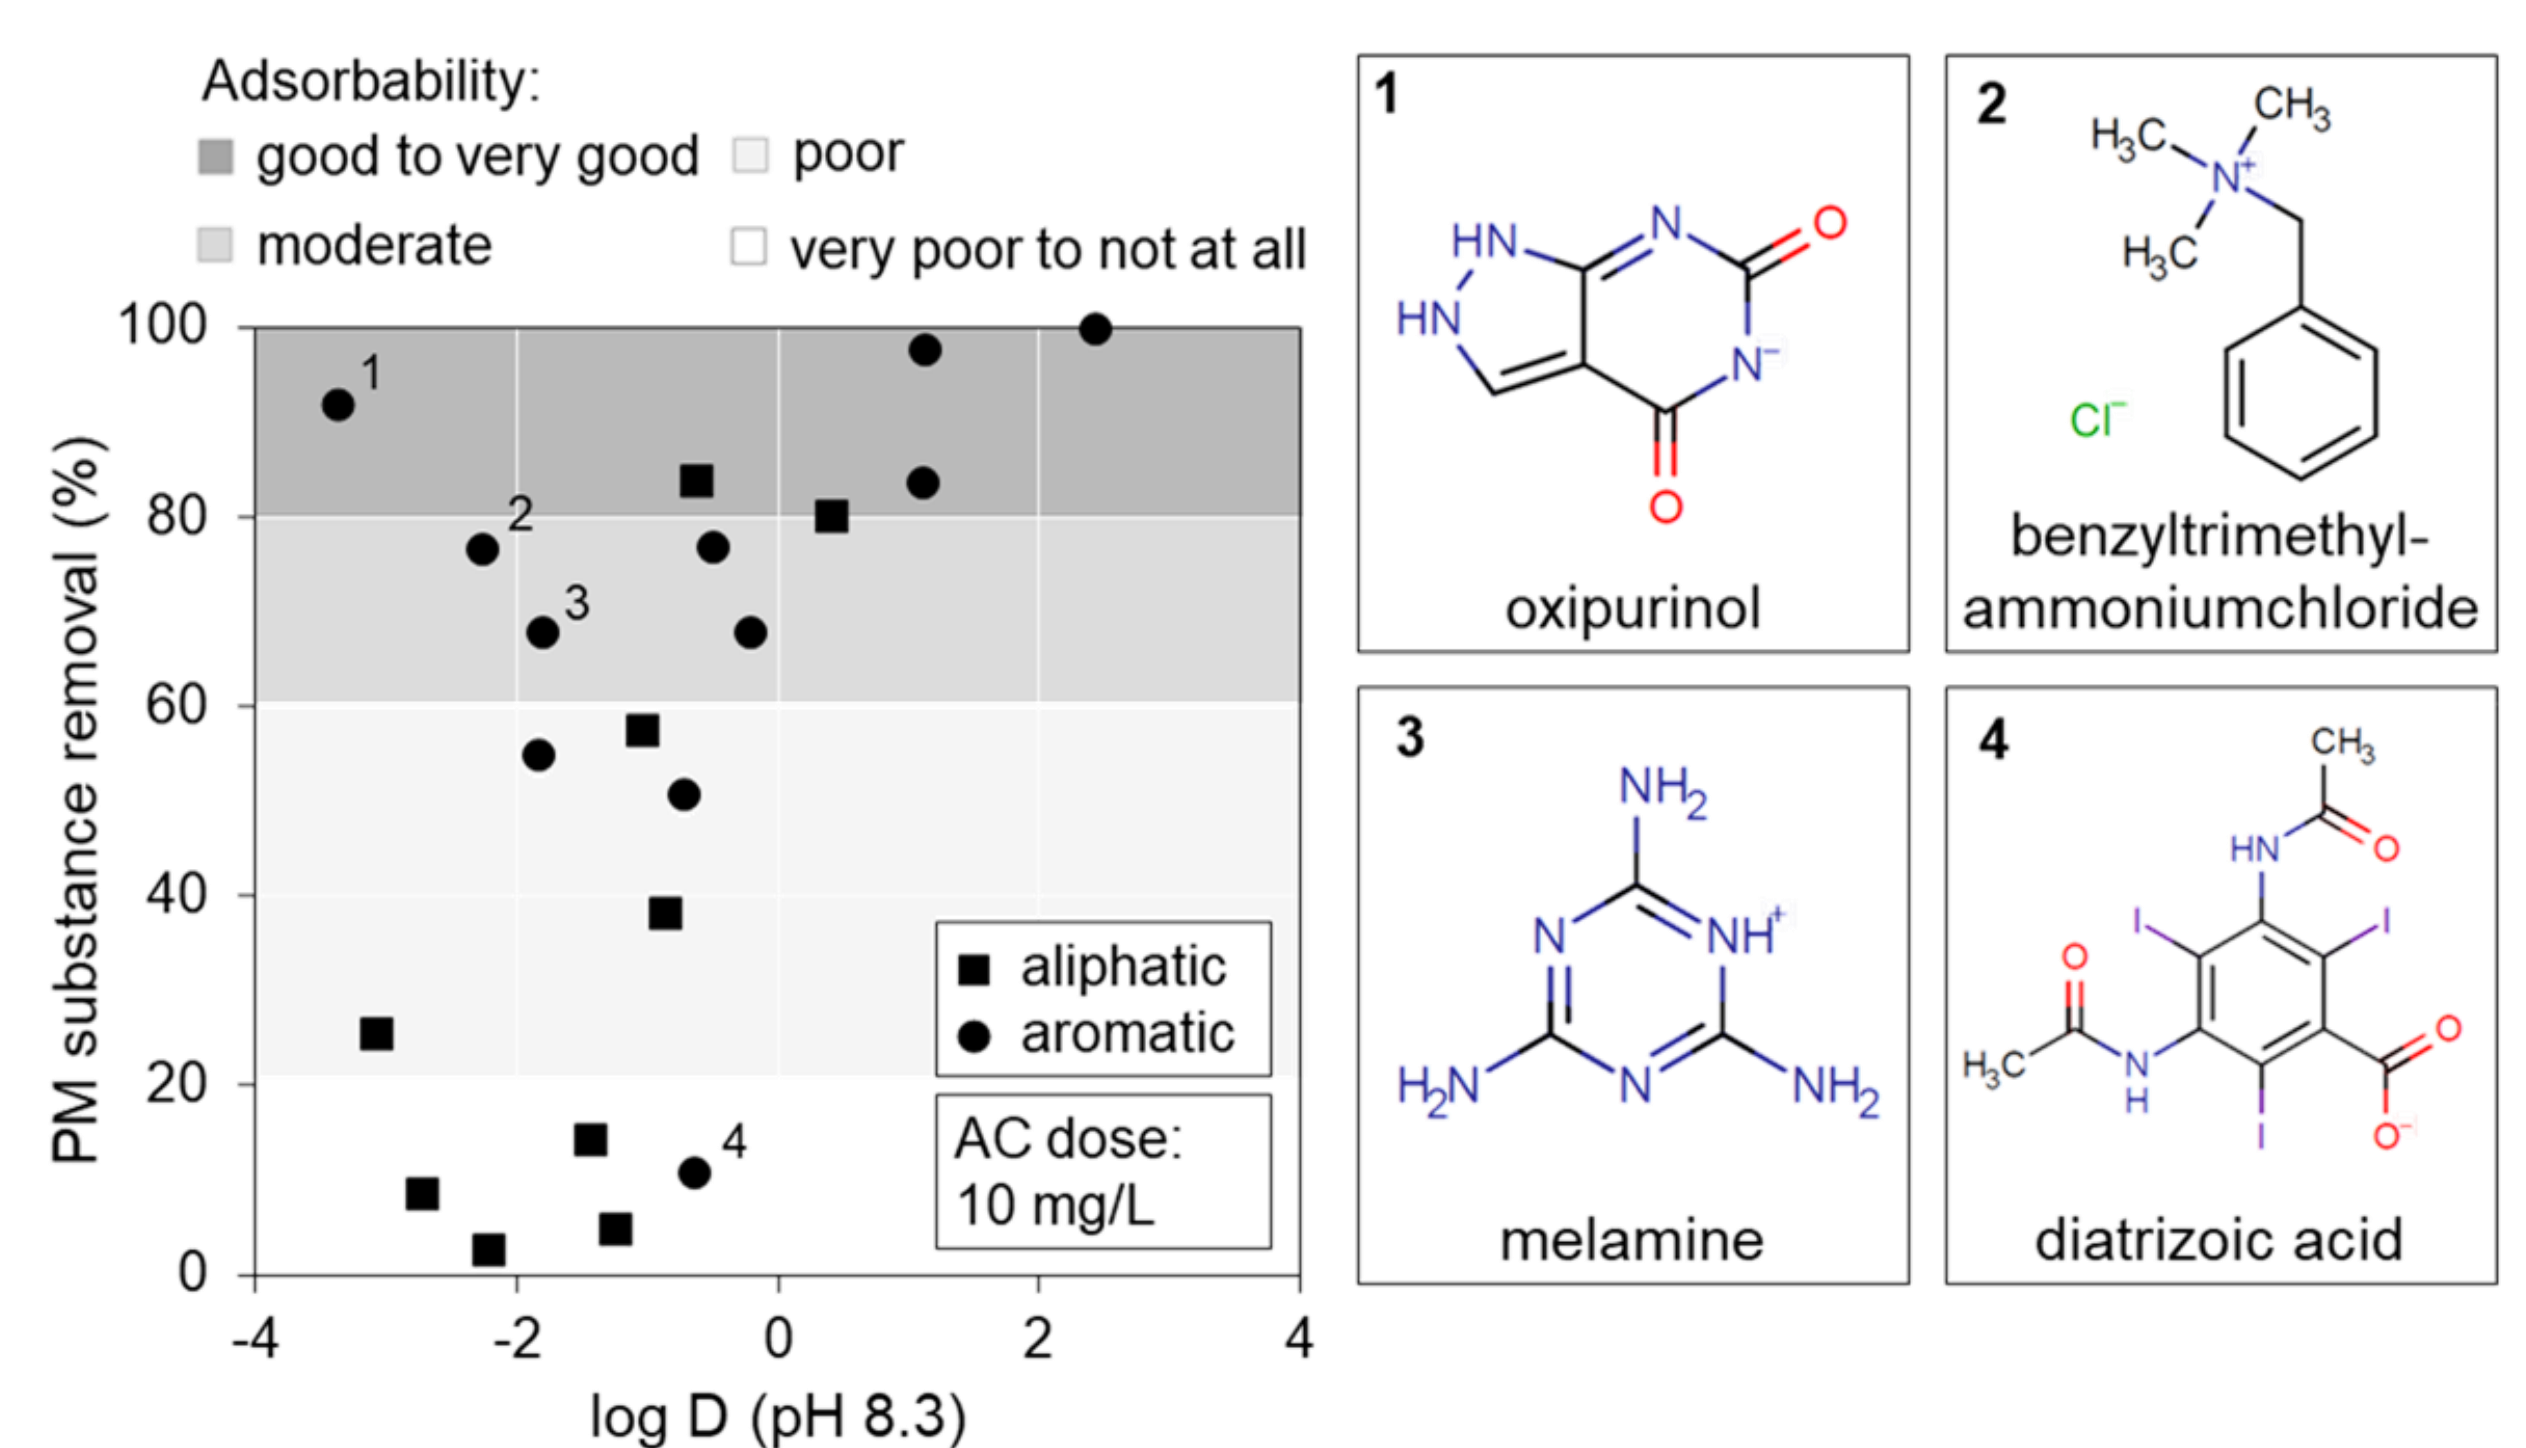 Adsorbability:
good to very good
poor
moderate
very poor to not at all
PM substance removal (%)
100
80
60
40
20
0
-4
-2
0
2
4
log D (pH 8.3)
1
2
3
4
aliphatic
aromatic
AC dose:
10 mg/L
1
HN
N
O
HN
N⁻
O
oxipurinol
2
CH₃
H₃C
N⁺
H₃C
Cl⁻
benzyltrimethyl-
ammoniumchloride
3
NH₂
N
NH⁺
H₂N
N
NH₂
melamine
4
CH₃
HN
O
I
I
O
O
H₃C
N
H
I
O⁻
diatrizoic acid